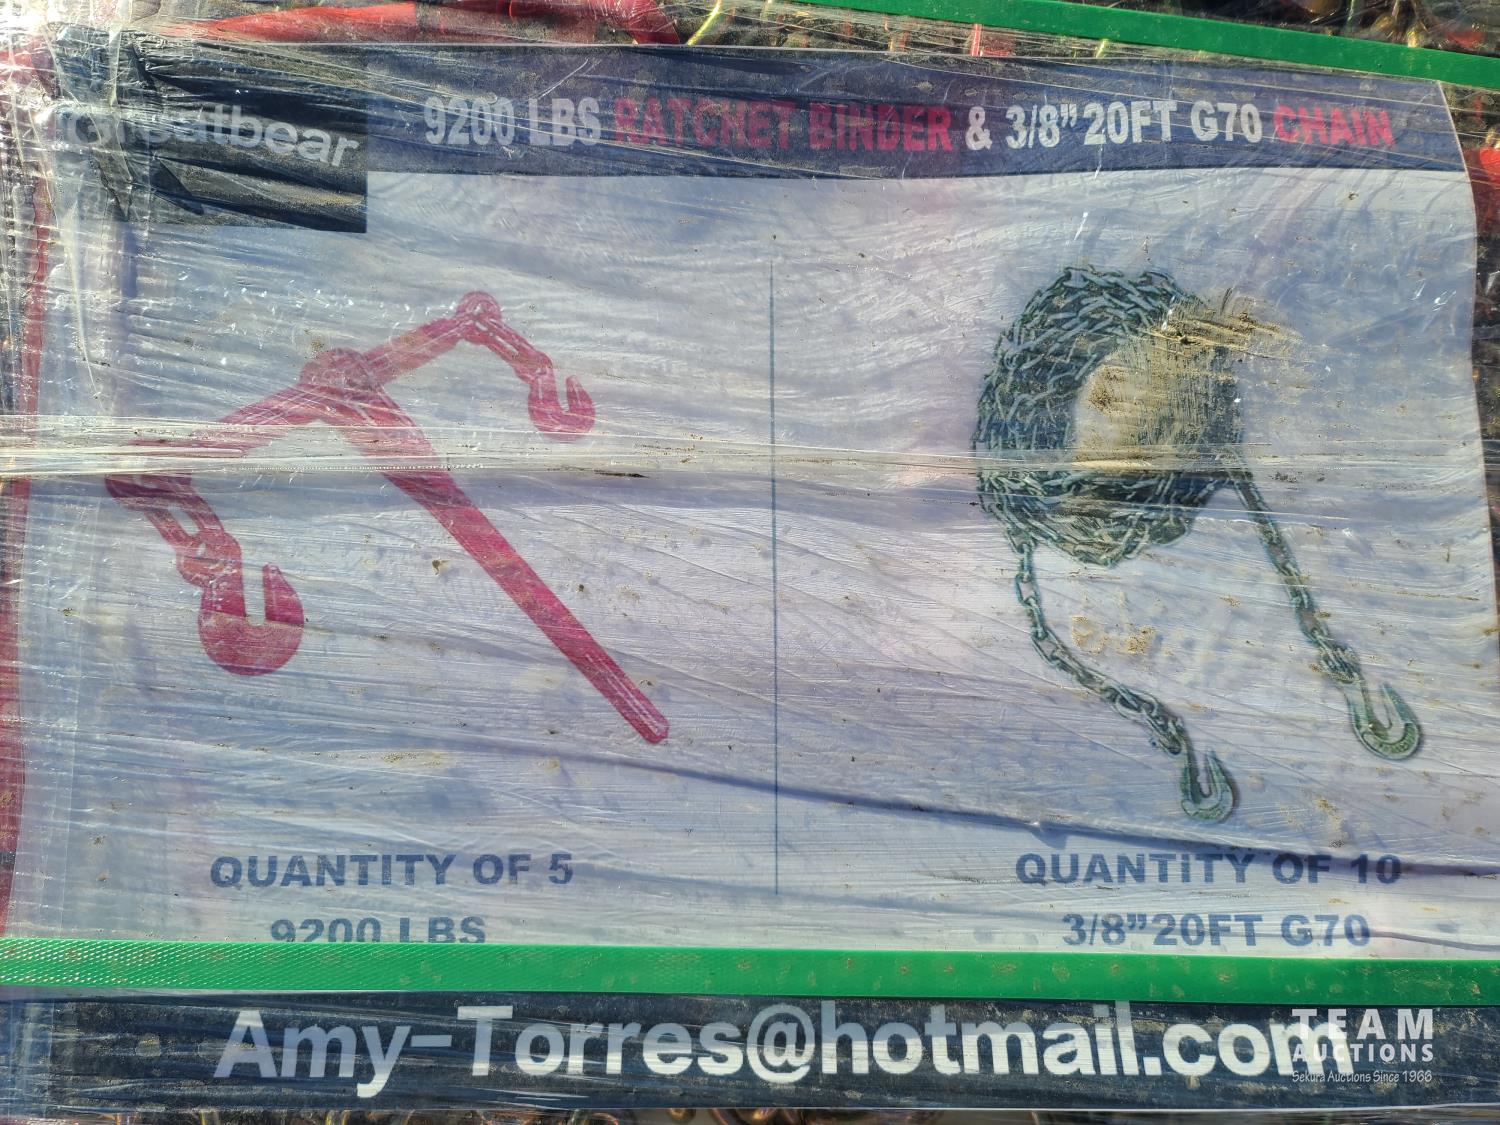 Greatbear
9200 LBS RATCHET BINDER & 3/8”20FT G70 CHAIN
QUANTITY OF 5
9200 LBS
QUANTITY OF 10
3/8”20FT G70
Amy-Torres@hotmail.com
TEAM
AUCTIONS
Sekura Auctions Since 1966